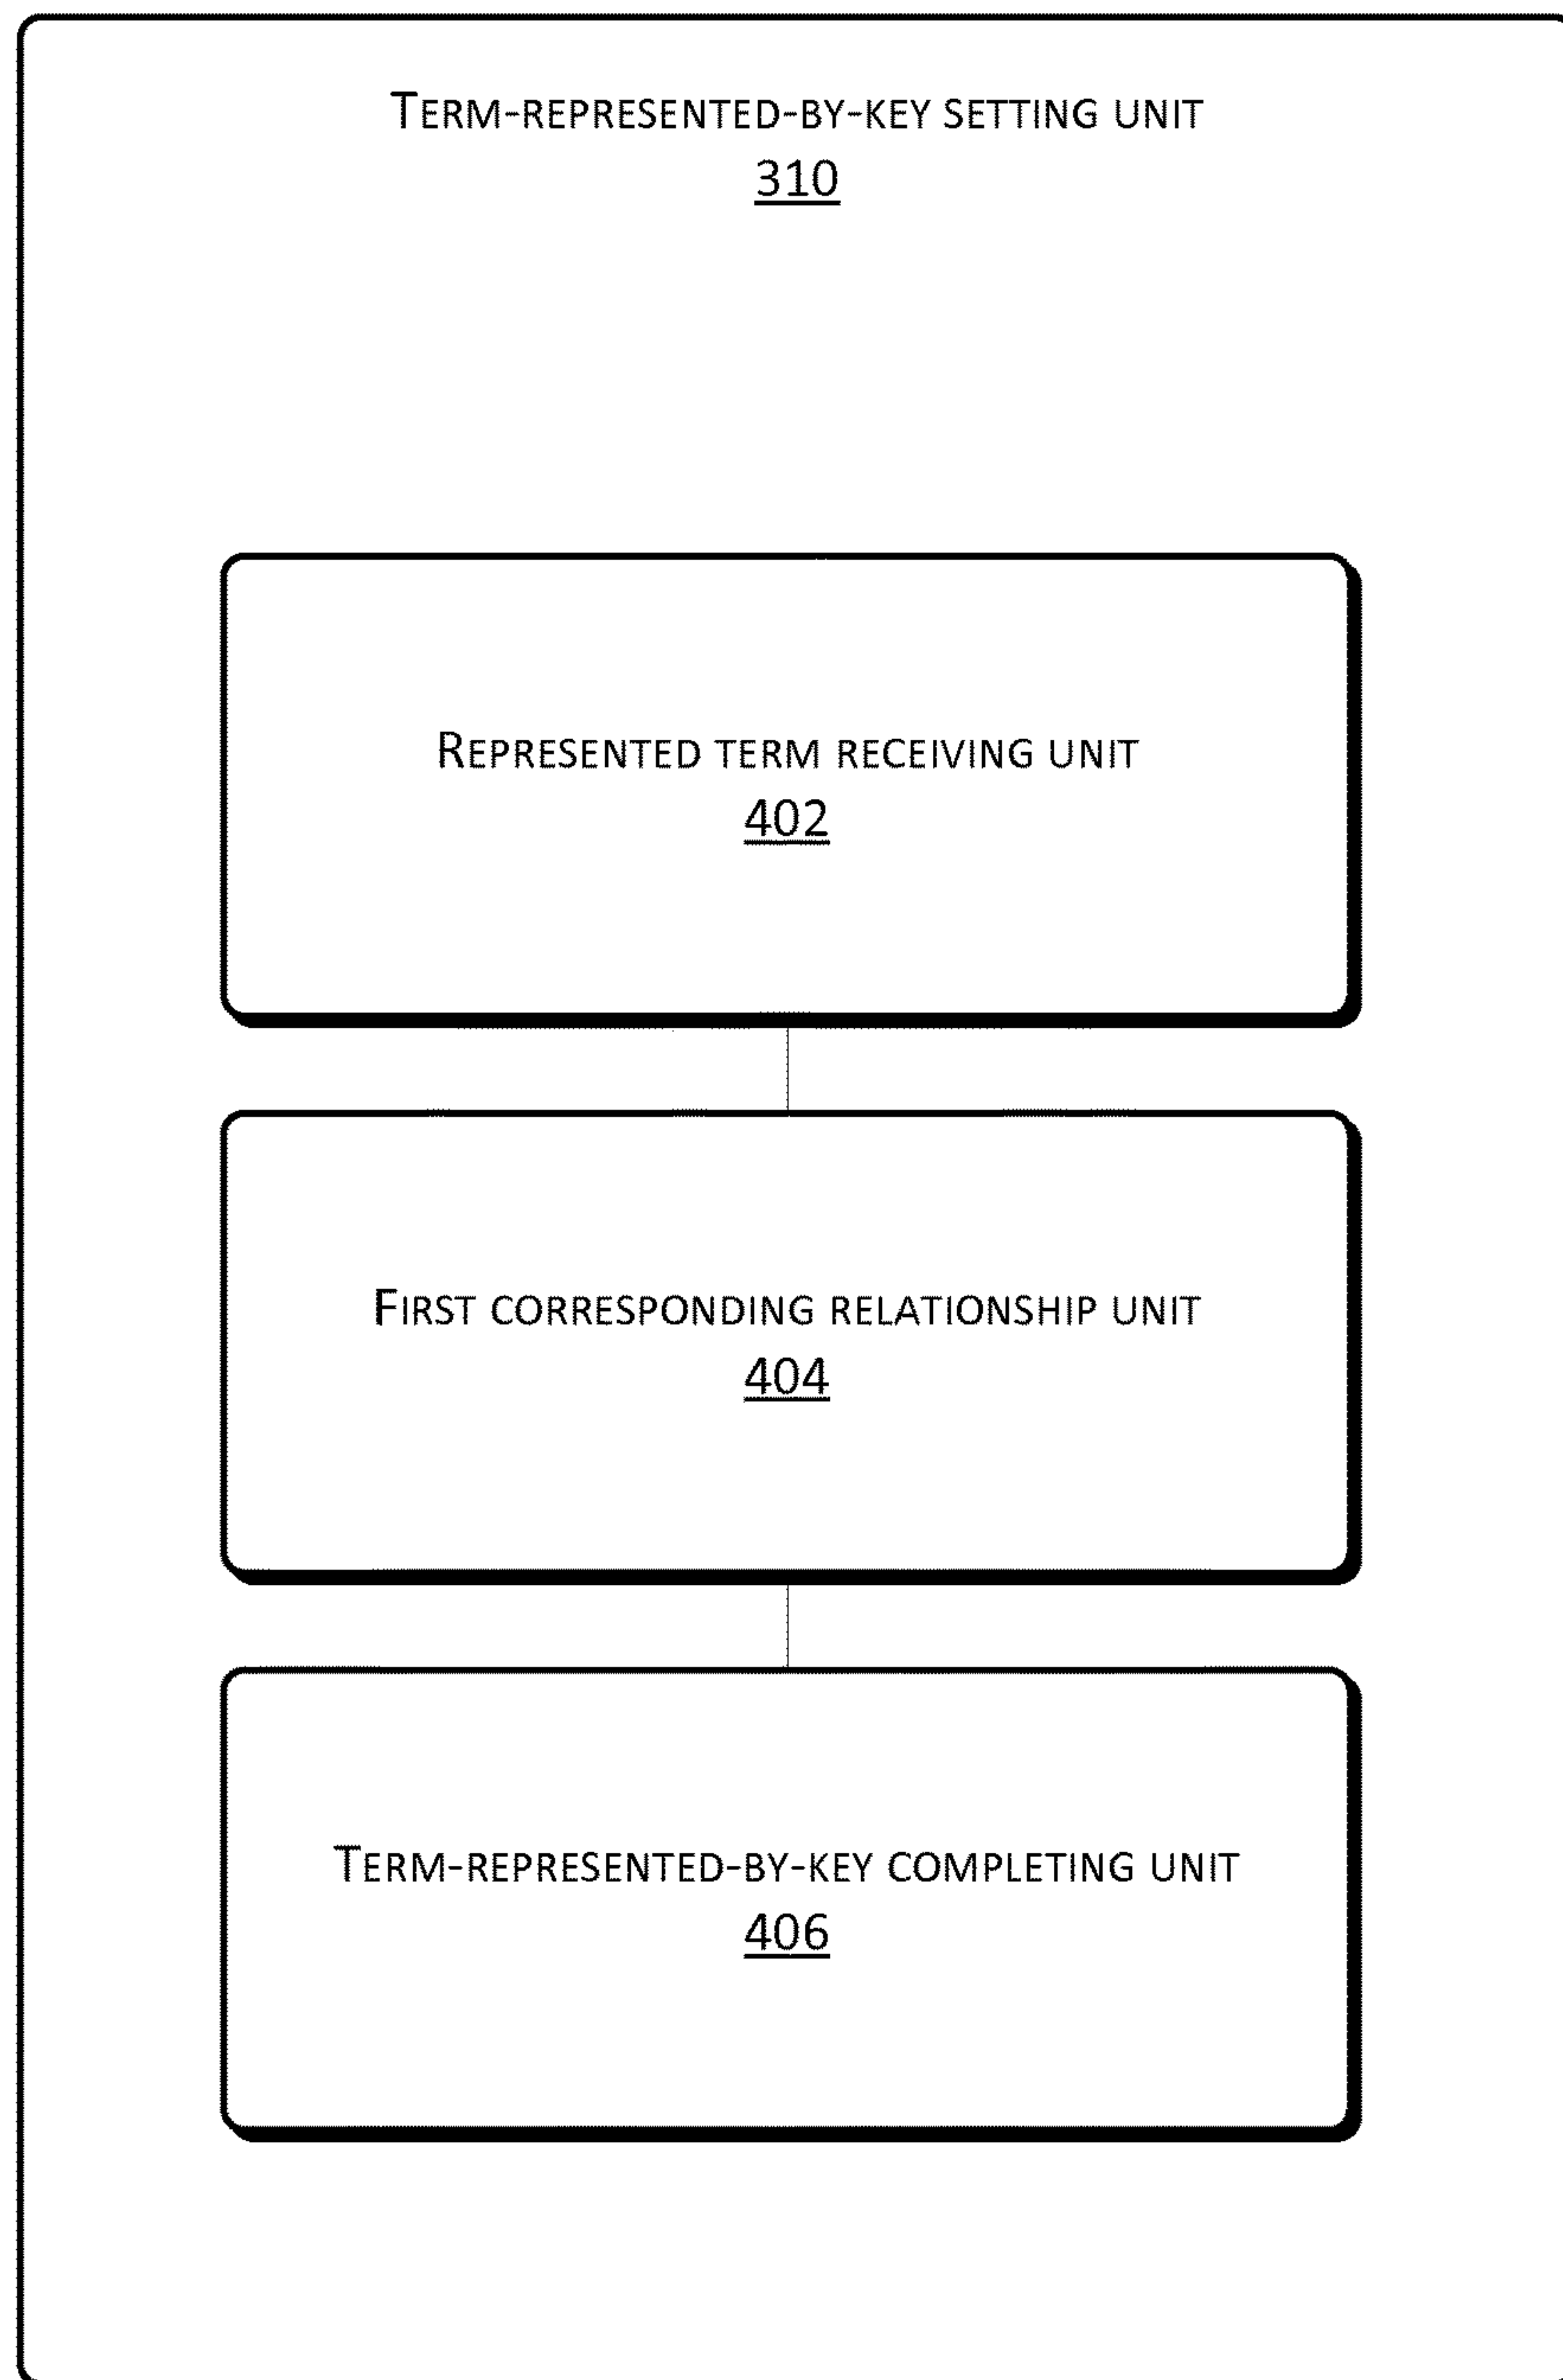 TERM-REPRESENTED-BY-KEY SETTING UNIT
310
REPRESENTED TERM RECEIVING UNIT
402
FIRST CORRESPONDING RELATIONSHIP UNIT
404
TERM-REPRESENTED-BY-KEY COMPLETING UNIT
406